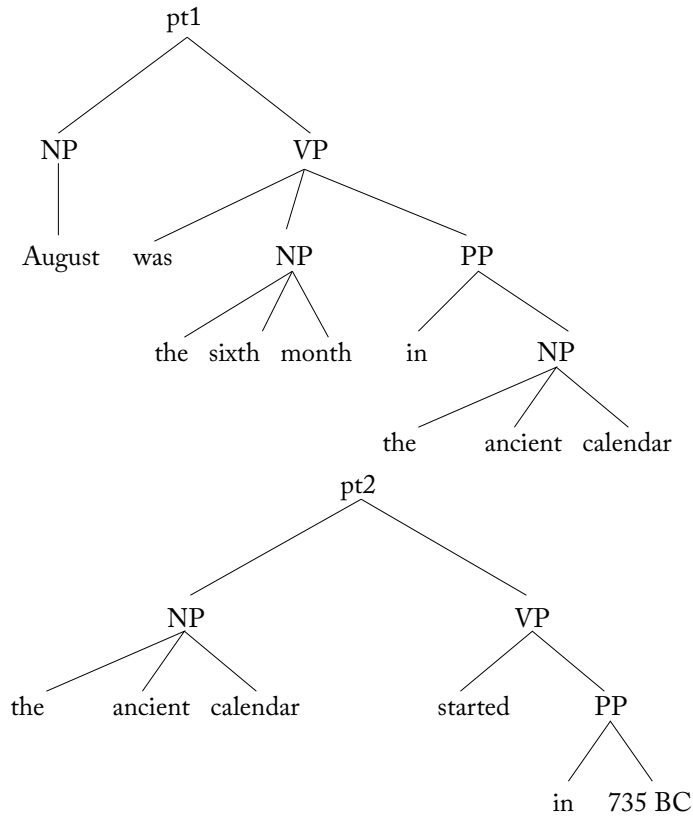 pt1
NP VP
August was NP PP
the sixth month in NP
the ancient calendar
pt2
NP VP
the ancient calendar started PP
in 735 BC